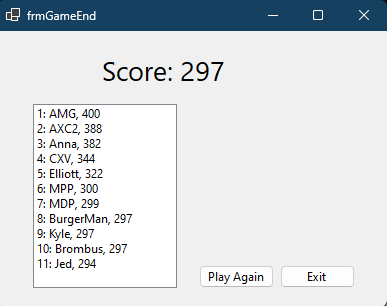 frmGameEnd
Score: 297
1: AMG, 400
2: AXC2, 388
3: Anna, 382
4: CXV, 344
5: Elliott, 322
6: MPP, 300
7: MDP, 299
8: BurgerMan, 297
9: Kyle, 297
10: Brombus, 297
11: Jed, 294
Play Again
Exit